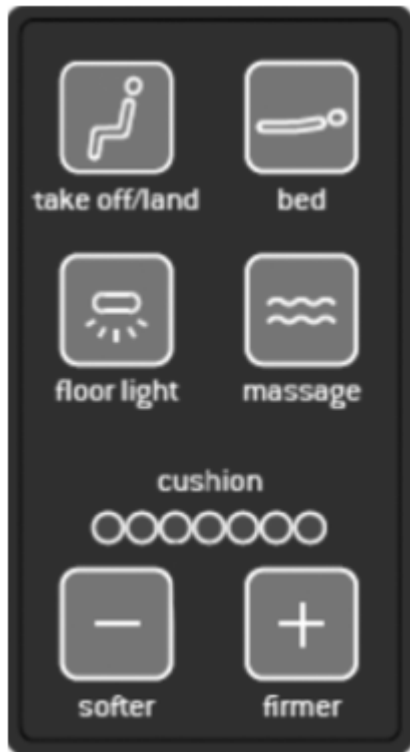 take off/land bed
floor light massage
cushion
softer firmer